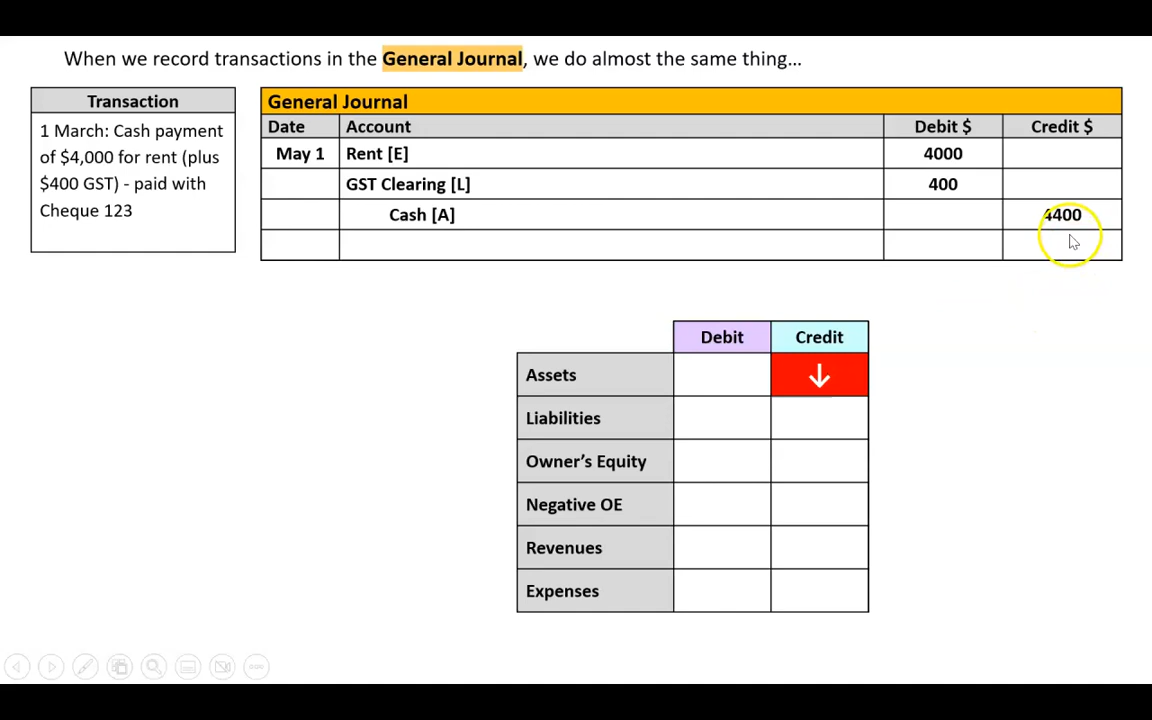 When we record transactions in the General Journal, we do almost the same thing...
Transaction
1 March: Cash payment
of $4,000 for rent (plus
$400 GST) - paid with
Cheque 123
General Journal
Date Account Debit $ Credit $
May 1 Rent [E] 4000
GST Clearing [L] 400
Cash [A] 4400
Debit Credit
Assets ↓
Liabilities
Owner's Equity
Negative OE
Revenues
Expenses